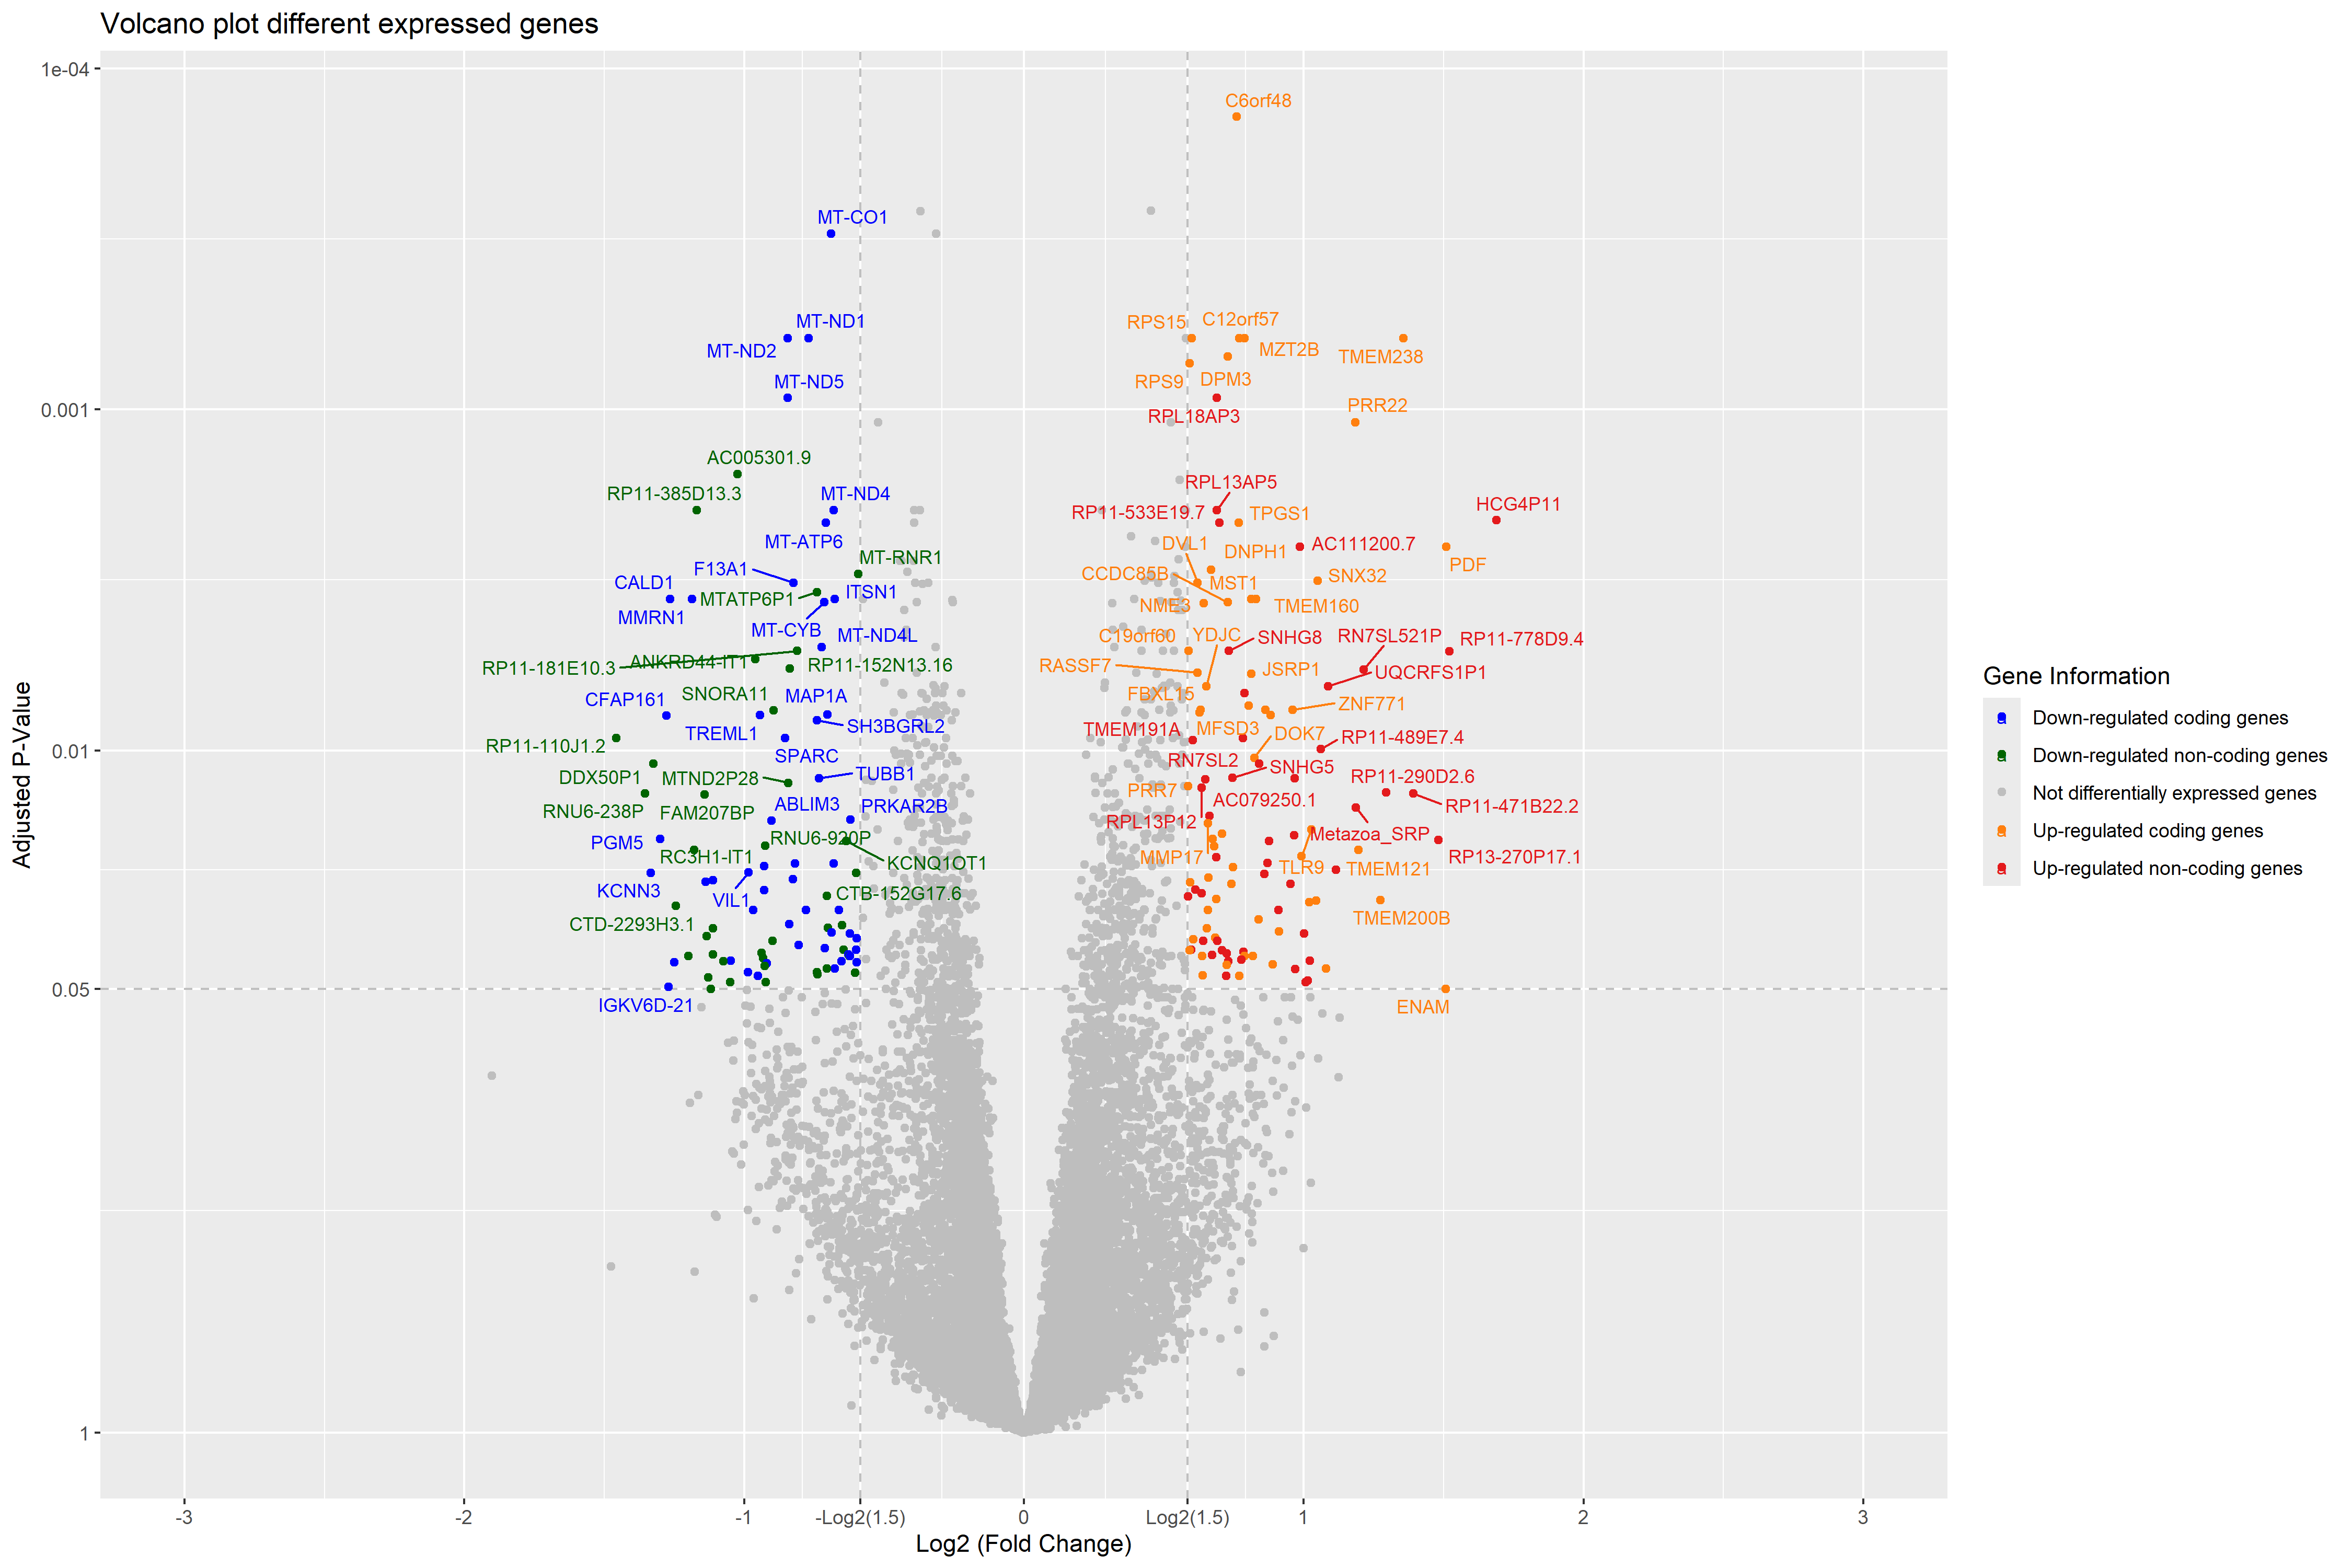 Volcano plot different expressed genes
1e-04
0.001
0.01
0.05
1
Adjusted P-Value
C6orf48
MT-CO1
MT-ND1
MT-ND2
MT-ND5
RPS15
C12orf57
MZT2B
TMEM238
RPS9
DPM3
RPL18AP3
PRR22
AC005301.9
RP11-385D13.3
MT-ND4
MT-ATP6
MT-RNR1
RPL13AP5
RP11-533E19.7
TPGS1
HCG4P11
DVL1
DNPH1
AC111200.7
PDF
F13A1
CALD1
MTATP6P1
ITSN1
MMRN1
MT-CYB
MT-ND4L
CCDC85B
MST1
SNX32
NME3
TMEM160
C19orf60
YDJC
SNHG8
RN7SL521P
RP11-778D9.4
RP11-181E10.3
ANKRD44-IT1
RP11-152N13.16
RASSF7
JSRP1
UQCRFS1P1
CFAP161
SNORA11
MAP1A
FBXL15
ZNF771
TREML1
SH3BGRL2
TMEM191A
MFSD3
DOK7
RP11-489E7.4
RP11-110J1.2
SPARC
DDX50P1
MTND2P28
TUBB1
RN7SL2
SNHG5
RP11-290D2.6
RNU6-238P
FAM207BP
ABLIM3
PRKAR2B
PRR7
AC079250.1
RP11-471B22.2
RPL13P12
Metazoa_SRP
PGM5
RC3H1-IT1
RNU6-920P
KCNQ1OT1
MMP17
TLR9
TMEM121
RP13-270P17.1
KCNN3
VIL1
CTB-152G17.6
CTD-2293H3.1
TMEM200B
IGKV6D-21
ENAM
-3
-2
-1
-Log2(1.5)
0
Log2(1.5)
1
2
3
Log2 (Fold Change)
Gene Information
Down-regulated coding genes
Down-regulated non-coding genes
Not differentially expressed genes
Up-regulated coding genes
Up-regulated non-coding genes